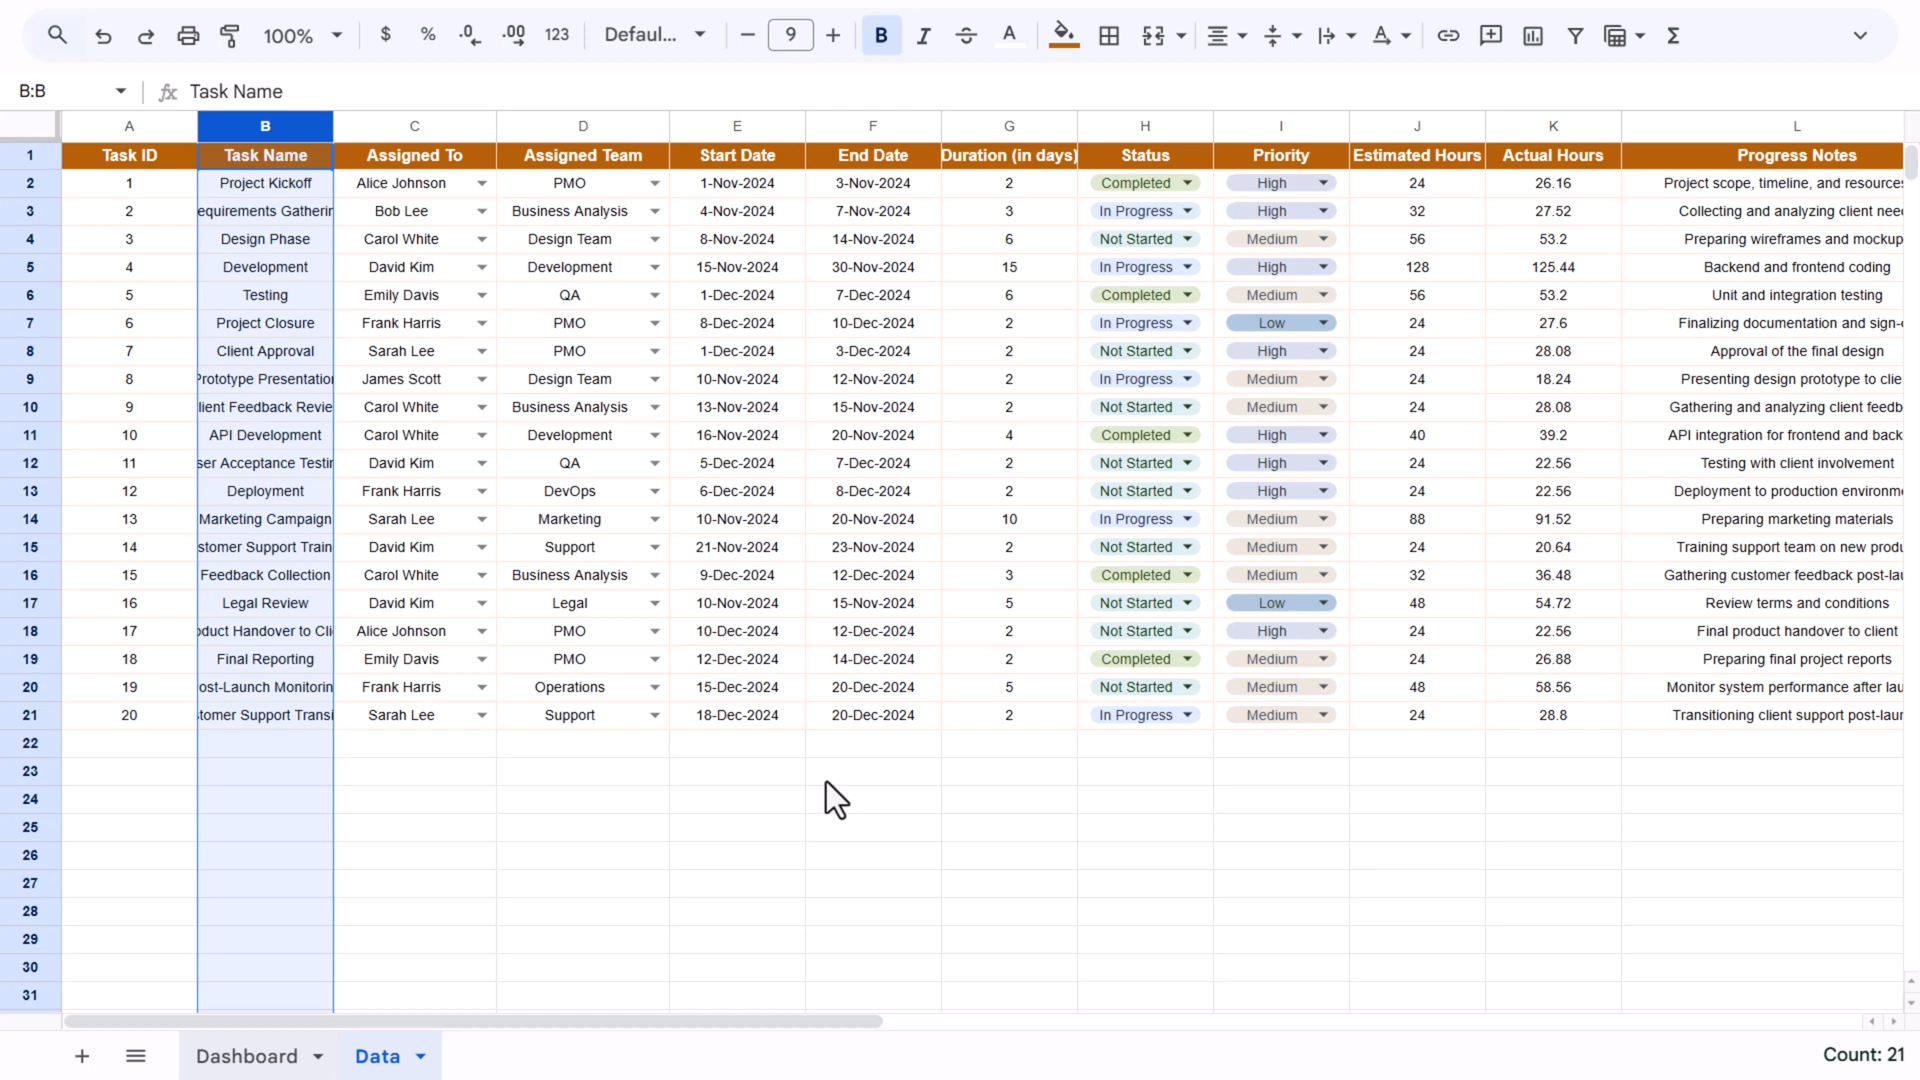 100% $ % .0 .00 123 Defaul... 9 B I A
B:B fx Task Name
A B C D E F G H I J K L
1 Task ID Task Name Assigned To Assigned Team Start Date End Date Duration (in days) Status Priority Estimated Hours Actual Hours Progress Notes
2 1 Project Kickoff Alice Johnson PMO 1-Nov-2024 3-Nov-2024 2 Completed High 24 26.16 Project scope, timeline, and resources
3 2 equirements Gatherin Bob Lee Business Analysis 4-Nov-2024 7-Nov-2024 3 In Progress High 32 27.52 Collecting and analyzing client nee
4 3 Design Phase Carol White Design Team 8-Nov-2024 14-Nov-2024 6 Not Started Medium 56 53.2 Preparing wireframes and mockup
5 4 Development David Kim Development 15-Nov-2024 30-Nov-2024 15 In Progress High 128 125.44 Backend and frontend coding
6 5 Testing Emily Davis QA 1-Dec-2024 7-Dec-2024 6 Completed Medium 56 53.2 Unit and integration testing
7 6 Project Closure Frank Harris PMO 8-Dec-2024 10-Dec-2024 2 In Progress Low 24 27.6 Finalizing documentation and sign-
8 7 Client Approval Sarah Lee PMO 1-Dec-2024 3-Dec-2024 2 Not Started High 24 28.08 Approval of the final design
9 8 Prototype Presentation James Scott Design Team 10-Nov-2024 12-Nov-2024 2 In Progress Medium 24 18.24 Presenting design prototype to clie
10 9 lient Feedback Revie Carol White Business Analysis 13-Nov-2024 15-Nov-2024 2 Not Started Medium 24 28.08 Gathering and analyzing client feedb
11 10 API Development Carol White Development 16-Nov-2024 20-Nov-2024 4 Completed High 40 39.2 API integration for frontend and back
12 11 ser Acceptance Testin David Kim QA 5-Dec-2024 7-Dec-2024 2 Not Started High 24 22.56 Testing with client involvement
13 12 Deployment Frank Harris DevOps 6-Dec-2024 8-Dec-2024 2 Not Started High 24 22.56 Deployment to production environme
14 13 Marketing Campaign Sarah Lee Marketing 10-Nov-2024 20-Nov-2024 10 In Progress Medium 88 91.52 Preparing marketing materials
15 14 stomer Support Train David Kim Support 21-Nov-2024 23-Nov-2024 2 Not Started Medium 24 20.64 Training support team on new produ
16 15 Feedback Collection Carol White Business Analysis 9-Dec-2024 12-Dec-2024 3 Completed Medium 32 36.48 Gathering customer feedback post-lau
17 16 Legal Review David Kim Legal 10-Nov-2024 15-Nov-2024 5 Not Started Low 48 54.72 Review terms and conditions
18 17 oduct Handover to Cli Alice Johnson PMO 10-Dec-2024 12-Dec-2024 2 Not Started High 24 22.56 Final product handover to client
19 18 Final Reporting Emily Davis PMO 12-Dec-2024 14-Dec-2024 2 Completed Medium 24 26.88 Preparing final project reports
20 19 ost-Launch Monitorin Frank Harris Operations 15-Dec-2024 20-Dec-2024 5 Not Started Medium 48 58.56 Monitor system performance after lau
21 20 stomer Support Transi Sarah Lee Support 18-Dec-2024 20-Dec-2024 2 In Progress Medium 24 28.8 Transitioning client support post-laun
22
23
24
25
26
27
28
29
30
31
Dashboard Data Count: 21